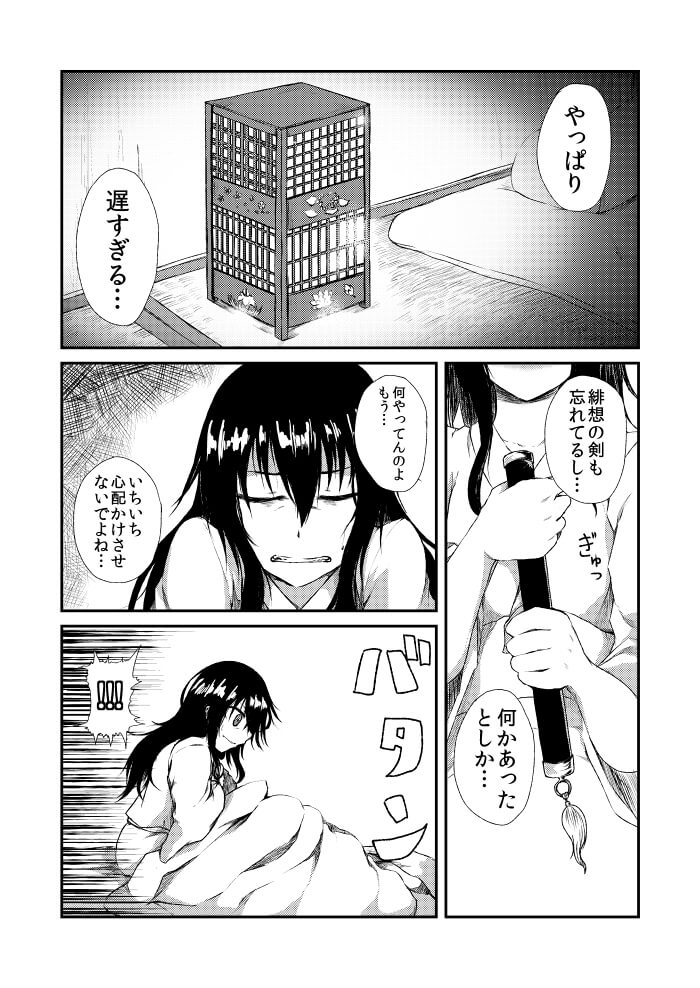 やっぱり
遅すぎる…
緋想の剣も
忘れてるし…
ぎゅっ
何かあった
としか…
何やってんのよ
もう…
いちいち
心配かけさせ
ないでよね…
バタン
!!!